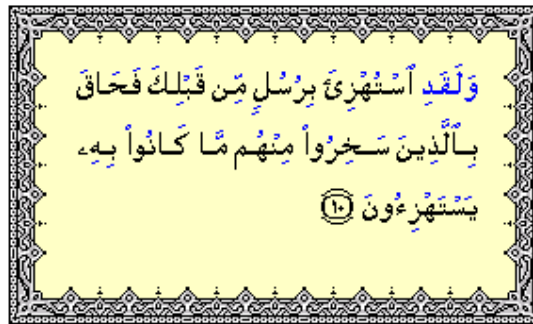 وَلَقَدِ ٱسْتُهْزِئَ بِرُسُلٍ مِّن قَبْلِكَ فَحَاقَ
بِٱلَّذِينَ سَخِرُوا۟ مِنْهُم مَّا كَانُوا۟ بِهِۦ
يَسْتَهْزِءُونَ ١٠